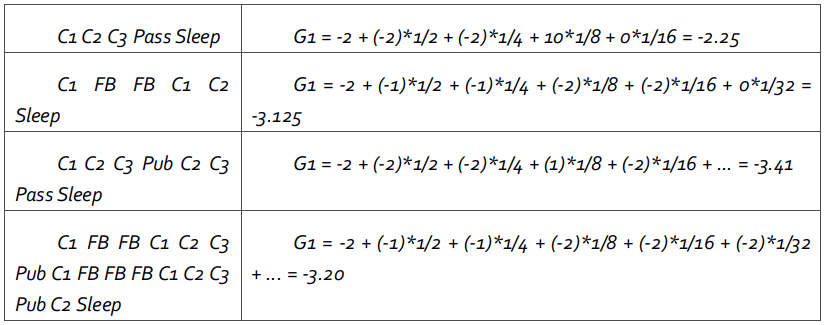 C1 C2 C3 Pass Sleep
G1 = -2 + (-2)*1/2 + (-2)*1/4 + 10*1/8 + 0*1/16 = -2.25
C1 FB FB C1 C2
Sleep
G1 = -2 + (-1)*1/2 + (-1)*1/4 + (-2)*1/8 + (-2)*1/16 + 0*1/32 =
-3.125
C1 C2 C3 Pub C2 C3
Pass Sleep
G1 = -2 + (-2)*1/2 + (-2)*1/4 + (1)*1/8 + (-2)*1/16 + ... = -3.41
C1 FB FB C1 C2 C3
Pub C1 FB FB FB C1 C2 C3
Pub C2 Sleep
G1 = -2 + (-1)*1/2 + (-1)*1/4 + (-2)*1/8 + (-2)*1/16 + (-2)*1/32
+ ... = -3.20